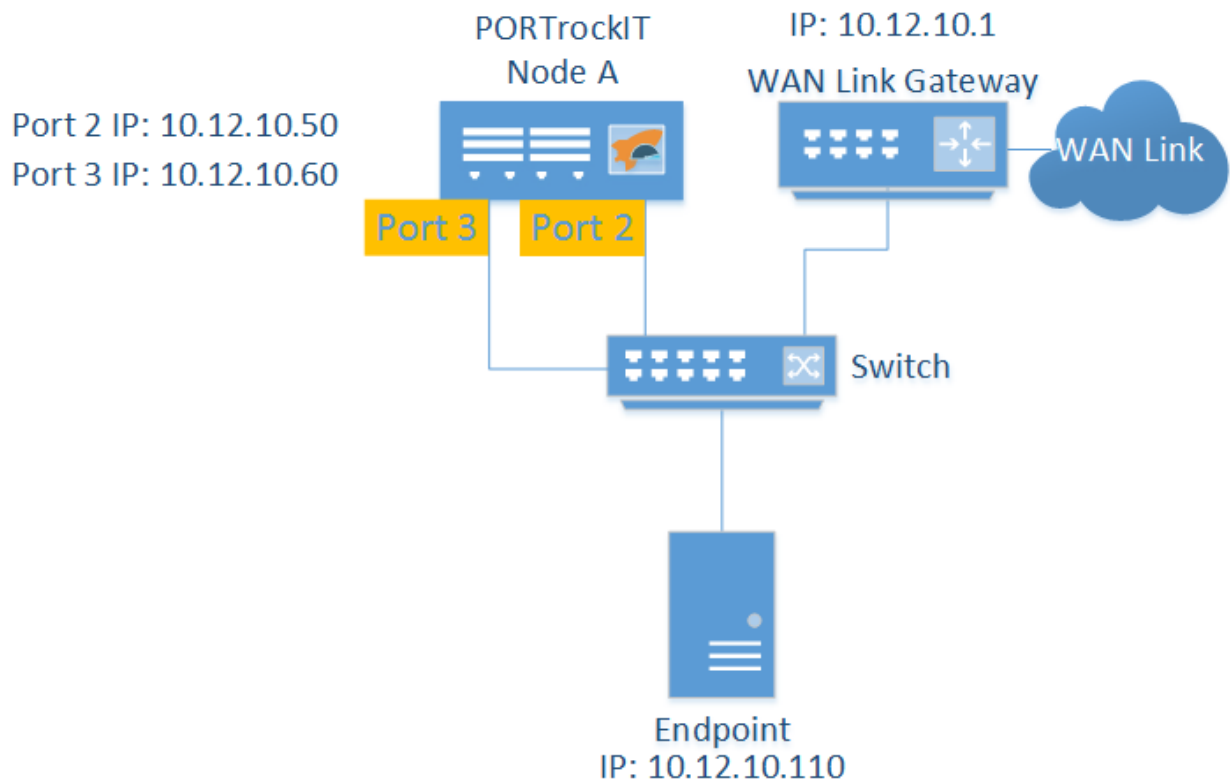 PORTrockIT
Node A
IP: 10.12.10.1
WAN Link Gateway
Port 2 IP: 10.12.10.50
Port 3 IP: 10.12.10.60
WAN Link
Port 3
Port 2
Switch
Endpoint
IP: 10.12.10.110